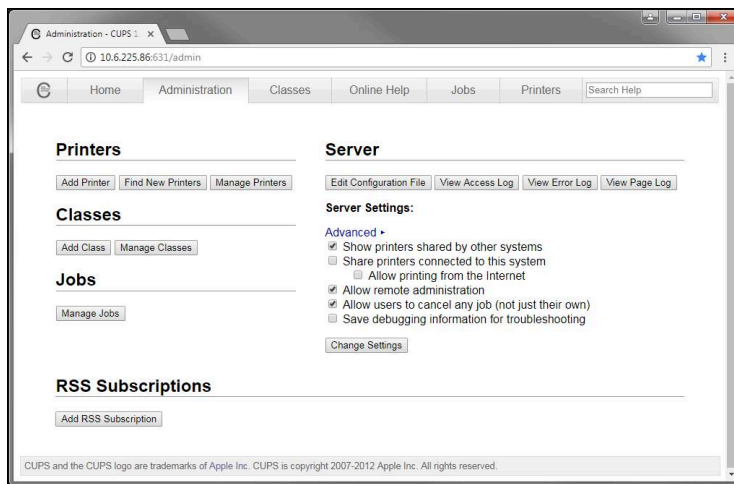 Administration - CUPS 1
10.6.225.86:631/admin
Home Administration Classes Online Help Jobs Printers Search Help
Printers
Add Printer Find New Printers Manage Printers
Classes
Add Class Manage Classes
Jobs
Manage Jobs
Server
Edit Configuration File View Access Log View Error Log View Page Log
Server Settings:
Advanced
Show printers shared by other systems
Share printers connected to this system
Allow printing from the Internet
Allow remote administration
Allow users to cancel any job (not just their own)
Save debugging information for troubleshooting
Change Settings
RSS Subscriptions
Add RSS Subscription
CUPS and the CUPS logo are trademarks of Apple Inc. CUPS is copyright 2007-2012 Apple Inc. All rights reserved.